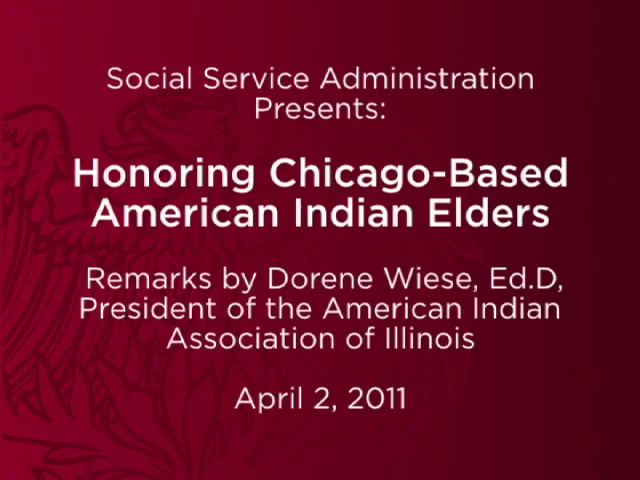 Social Service Administration
Presents:
Honoring Chicago-Based
American Indian Elders
Remarks by Dorene Wiese, Ed.D,
President of the American Indian
Association of Illinois
April 2, 2011